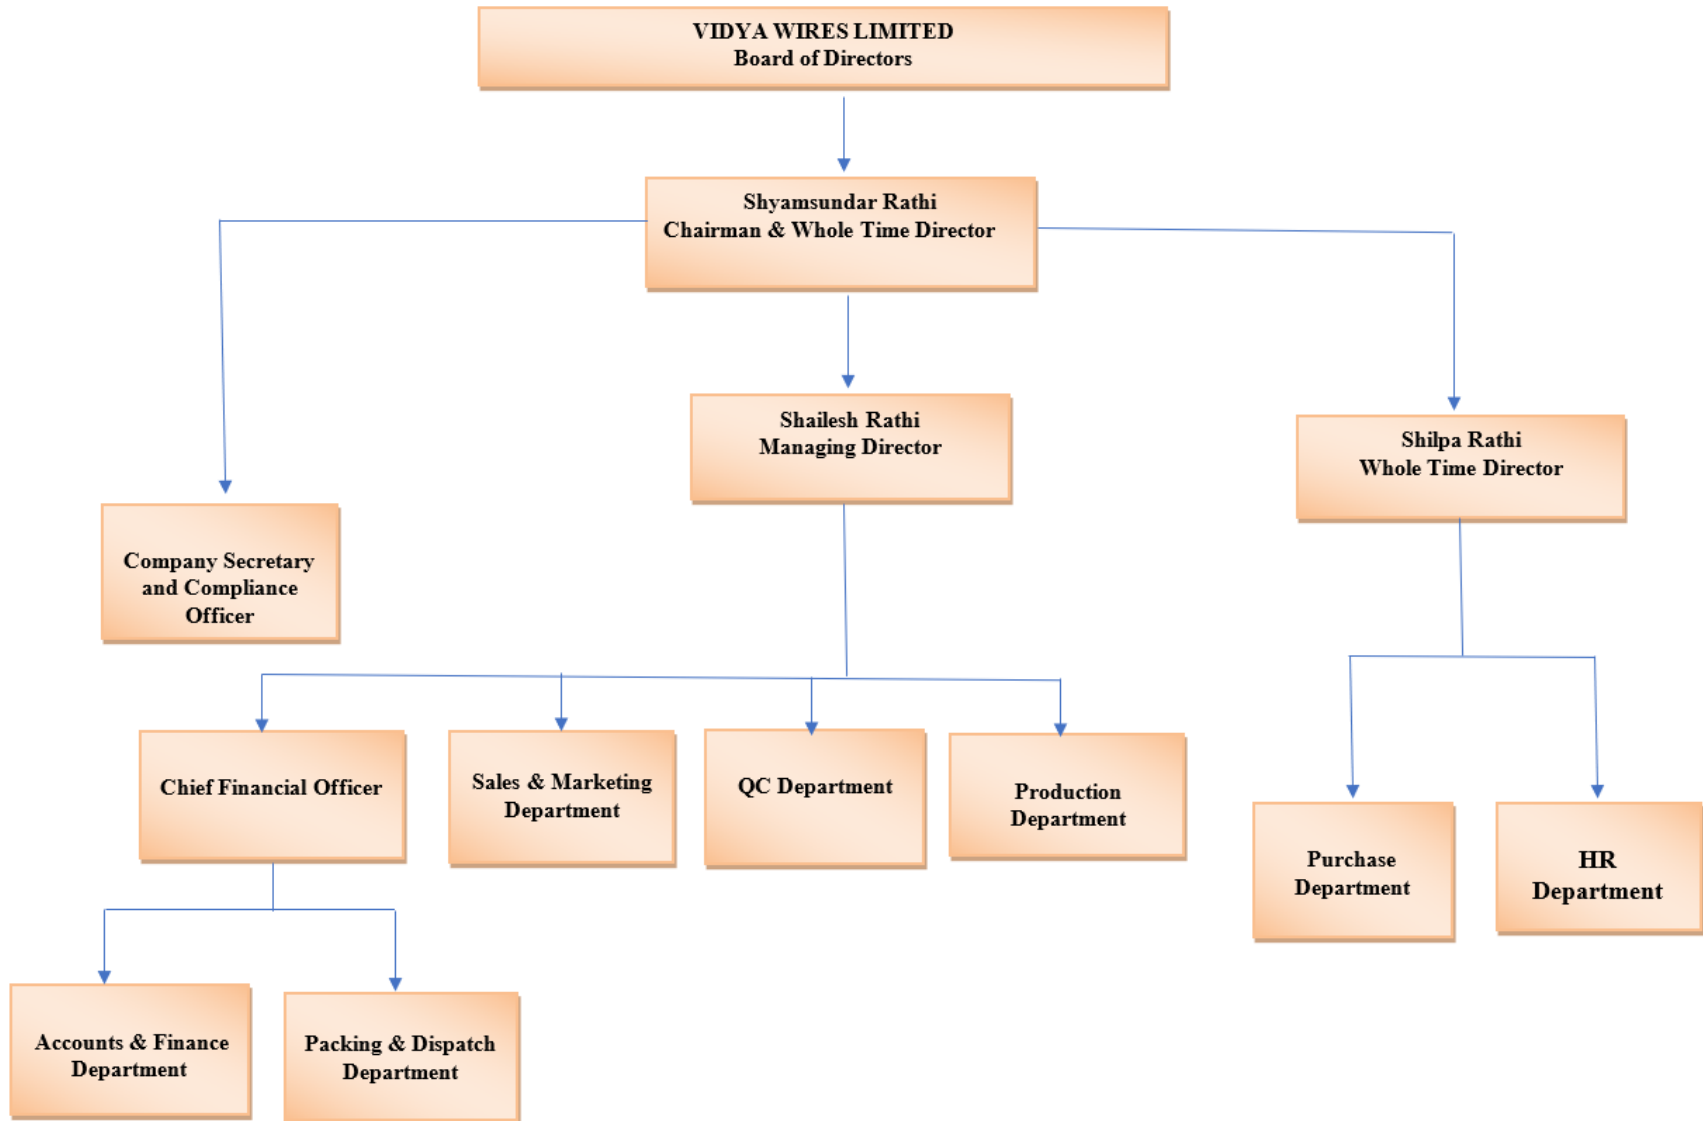 VIDYA WIRES LIMITED
Board of Directors
Shyamsundar Rathi
Chairman & Whole Time Director
Shailesh Rathi
Managing Director
Shilpa Rathi
Whole Time Director
Company Secretary
and Compliance
Officer
Chief Financial Officer
Sales & Marketing
Department
QC Department
Production
Department
Purchase
Department
HR
Department
Accounts & Finance
Department
Packing & Dispatch
Department